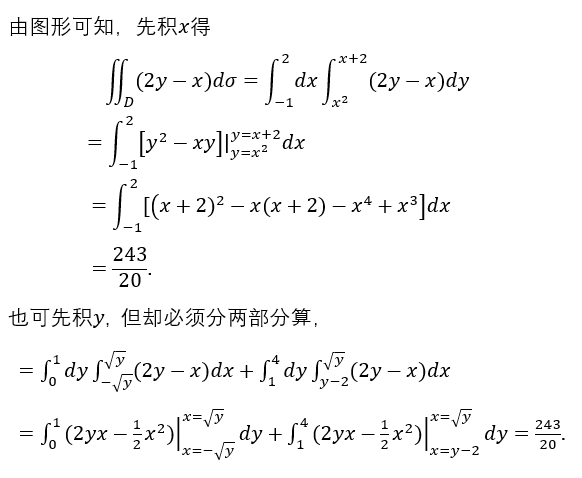 由图形可知，先积x得
∬_D (2y − x)dσ = ∫_{−1}^{2} dx ∫_{x²}^{x+2} (2y − x)dy
= ∫_{−1}^{2} [y² − xy]|_{y=x²}^{y=x+2} dx
= ∫_{−1}^{2} [(x + 2)² − x(x + 2) − x⁴ + x³]dx
= 243/20.
也可先积y, 但却必须分两部分算，
= ∫_0^1 dy ∫_{−√y}^{√y} (2y − x)dx + ∫_1^4 dy ∫_{y−2}^{√y} (2y − x)dx
= ∫_0^1 (2yx − ½x²)|_{x=−√y}^{x=√y} dy + ∫_1^4 (2yx − ½x²)|_{x=y−2}^{x=√y} dy = 243/20.